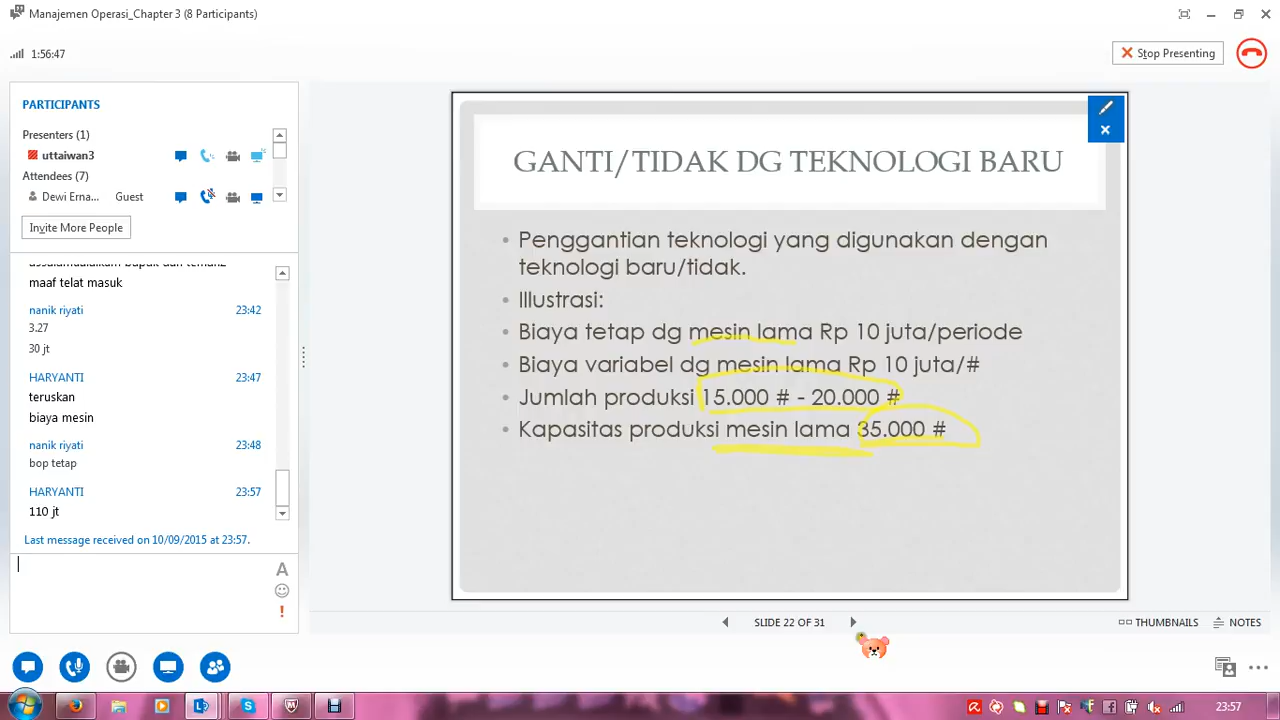 Manajemen Operasi_Chapter 3 (8 Participants)
1:56:47
Stop Presenting
PARTICIPANTS
Presenters (1)
uttaiwan3
Attendees (7)
Dewi Erna... Guest
Invite More People
maaf telat masuk
nanik riyati 23:42
3.27
30 jt
HARYANTI 23:47
teruskan
biaya mesin
nanik riyati 23:48
bop tetap
HARYANTI 23:57
110 jt
Last message received on 10/09/2015 at 23:57.
A
GANTI/TIDAK DG TEKNOLOGI BARU
• Penggantian teknologi yang digunakan dengan
teknologi baru/tidak.
• Illustrasi:
• Biaya tetap dg mesin lama Rp 10 juta/periode
• Biaya variabel dg mesin lama Rp 10 juta/#
• Jumlah produksi 15.000 # - 20.000 #
• Kapasitas produksi mesin lama 35.000 #
SLIDE 22 OF 31
THUMBNAILS
NOTES
23:57